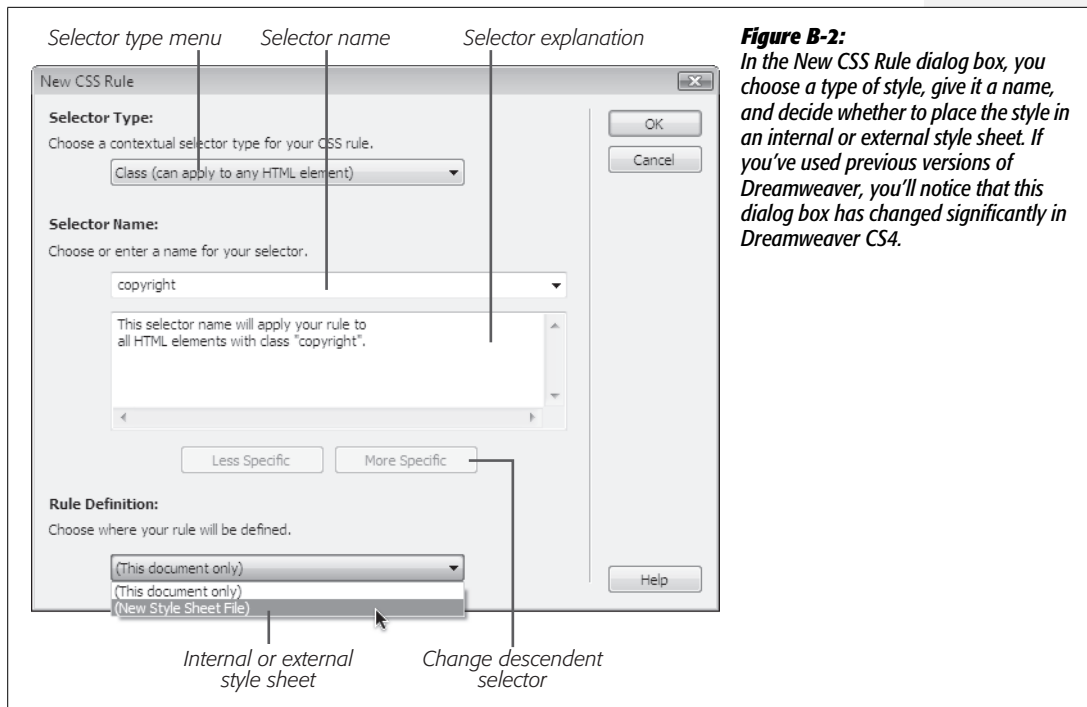 Selector type menu
Selector name
Selector explanation
New CSS Rule
Selector Type:
Choose a contextual selector type for your CSS rule.
Class (can apply to any HTML element)
OK
Cancel
Selector Name:
Choose or enter a name for your selector.
copyright
This selector name will apply your rule to
all HTML elements with class "copyright".
Less Specific
More Specific
Rule Definition:
Choose where your rule will be defined.
(This document only)
(This document only)
(New Style Sheet File)
Help
Internal or external
style sheet
Change descendent
selector
Figure B-2:
In the New CSS Rule dialog box, you
choose a type of style, give it a name,
and decide whether to place the style in
an internal or external style sheet. If
you've used previous versions of
Dreamweaver, you'll notice that this
dialog box has changed significantly in
Dreamweaver CS4.